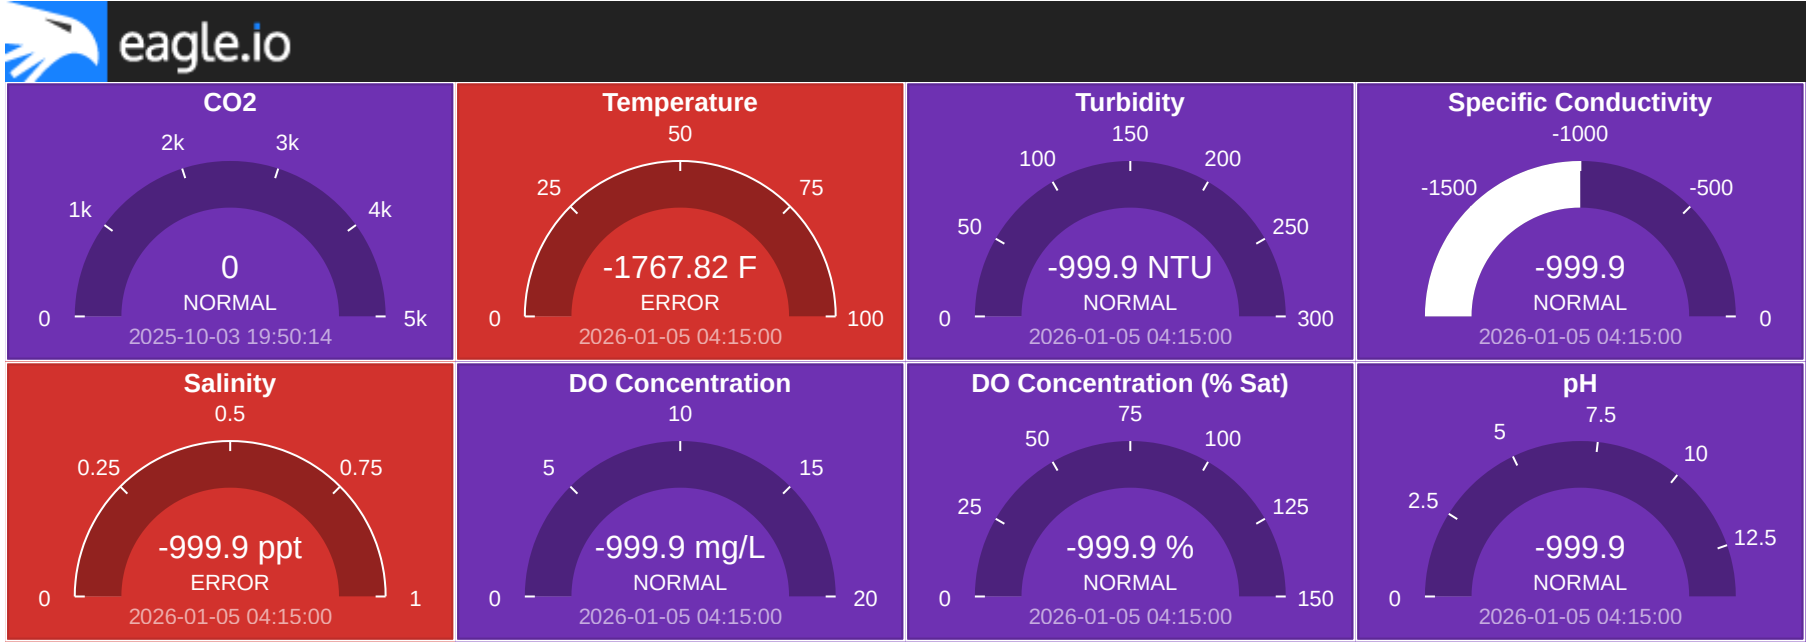 eagle.io
CO2
2k
3k
1k
4k
0
NORMAL
0
5k
2025-10-03 19:50:14
Temperature
50
25
75
-1767.82 F
ERROR
0
100
2026-01-05 04:15:00
Turbidity
150
100
200
50
250
-999.9 NTU
NORMAL
0
300
2026-01-05 04:15:00
Specific Conductivity
-1000
-1500
-500
-999.9
NORMAL
0
2026-01-05 04:15:00
Salinity
0.5
0.25
0.75
-999.9 ppt
ERROR
0
1
2026-01-05 04:15:00
DO Concentration
10
5
15
-999.9 mg/L
NORMAL
0
20
2026-01-05 04:15:00
DO Concentration (% Sat)
75
50
100
25
125
-999.9 %
NORMAL
0
150
2026-01-05 04:15:00
pH
7.5
5
10
2.5
12.5
-999.9
NORMAL
0
2026-01-05 04:15:00